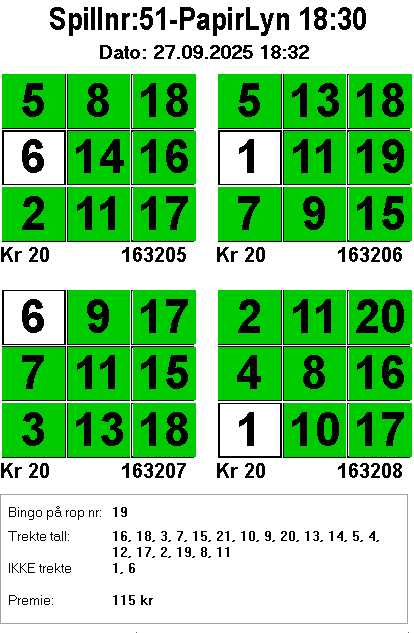 Spillnr:51-PapirLyn 18:30
Dato: 27.09.2025 18:32
5 8 18 5 13 18
6 14 16 1 11 19
2 11 17 7 9 15
Kr 20 163205 Kr 20 163206
6 9 17 2 11 20
7 11 15 4 8 16
3 13 18 1 10 17
Kr 20 163207 Kr 20 163208
Bingo på rop nr: 19
Trekte tall: 16, 18, 3, 7, 15, 21, 10, 9, 20, 13, 14, 5, 4,
12, 17, 2, 19, 8, 11
IKKE trekte 1, 6
Premie: 115 kr